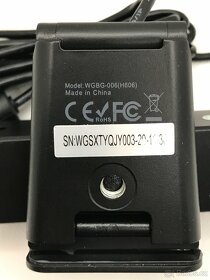 Model:WGBG-006(H606)
Made in China
CE FC RoHS
SN:WGSXTYQJY003-20-